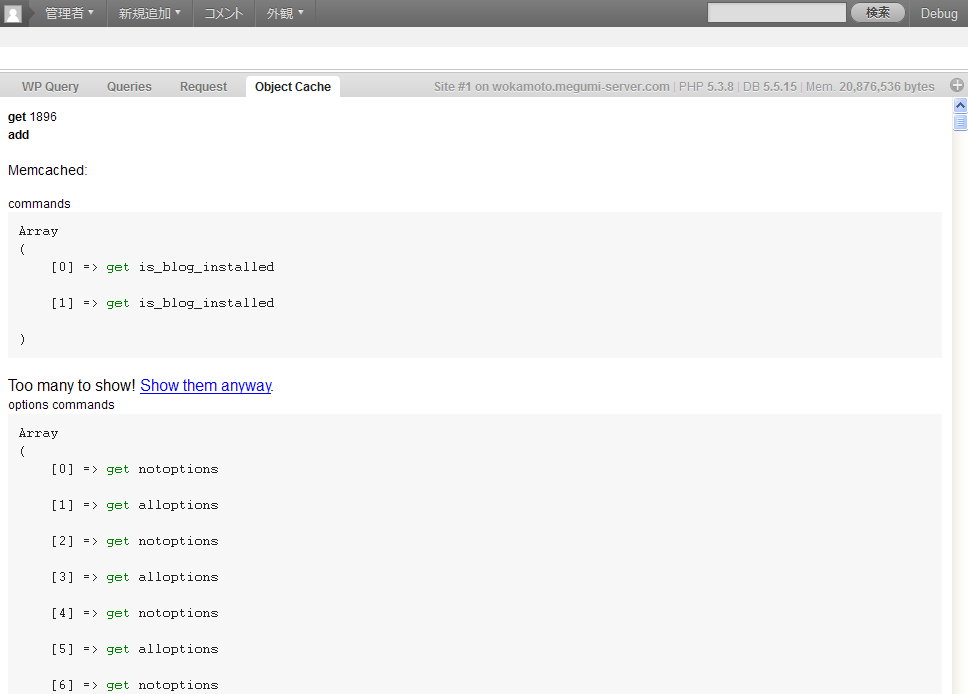 管理者 新規追加 コメント 外観 検索 Debug
WP Query Queries Request Object Cache Site #1 on wokamoto.megumi-server.com | PHP 5.3.8 | DB 5.5.15 | Mem. 20,876,536 bytes
get 1896
add
Memcached:
commands
Array
(
[0] => get is_blog_installed
[1] => get is_blog_installed
)
Too many to show! Show them anyway.
options commands
Array
(
[0] => get notoptions
[1] => get alloptions
[2] => get notoptions
[3] => get alloptions
[4] => get notoptions
[5] => get alloptions
[6] => get notoptions